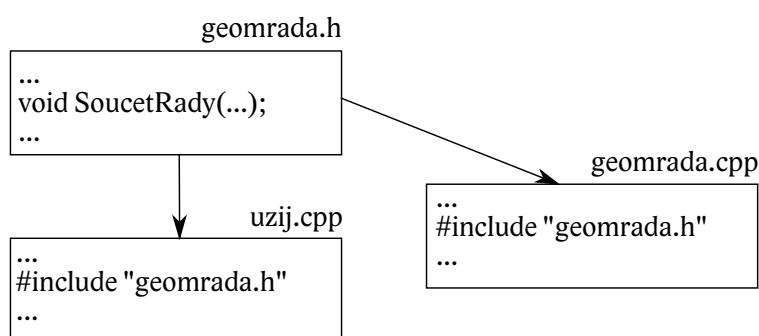 geomrada.h
...
void SoucetRady(...);
...
geomrada.cpp
...
#include "geomrada.h"
...
uzij.cpp
...
#include "geomrada.h"
...